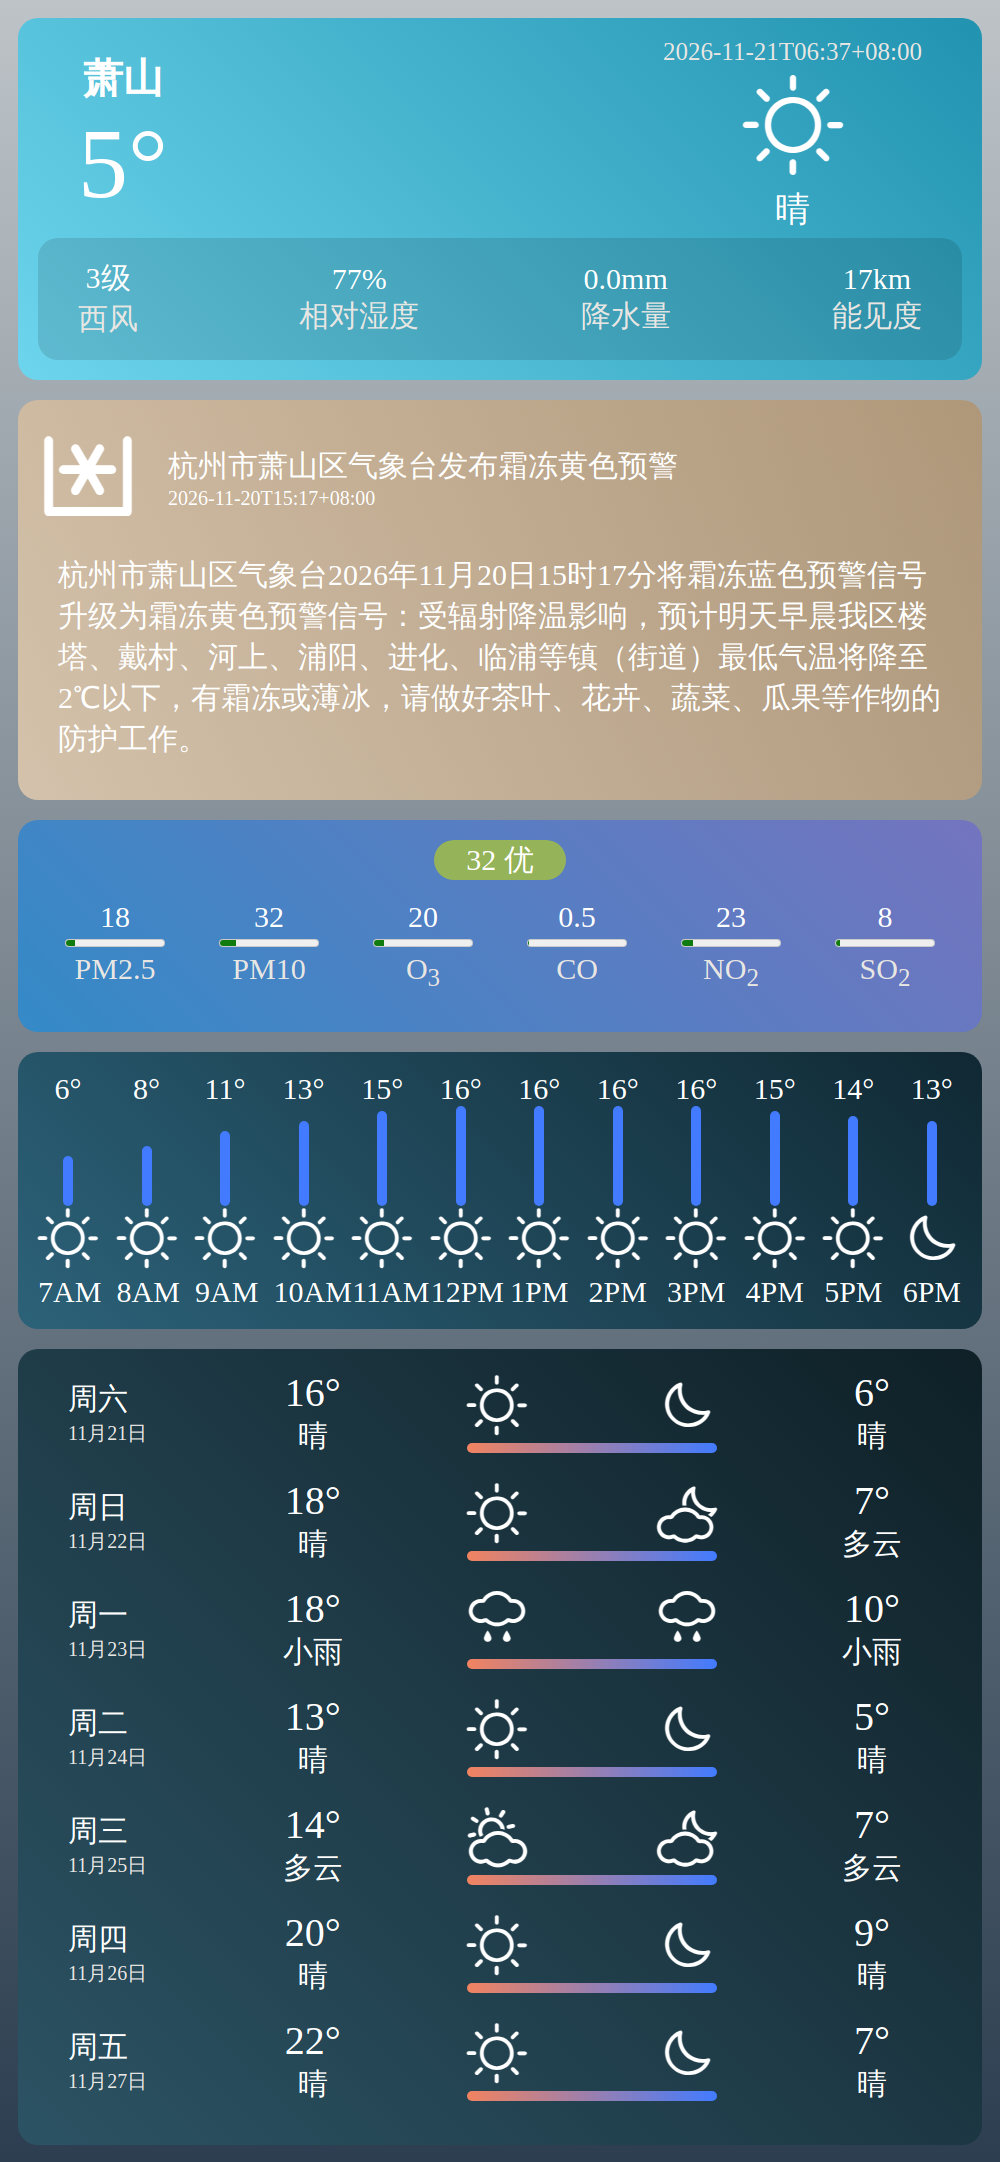 萧山
2026-11-21T06:37+08:00
5°
晴
3级
西风
77%
相对湿度
0.0mm
降水量
17km
能见度
杭州市萧山区气象台发布霜冻黄色预警
2026-11-20T15:17+08:00
杭州市萧山区气象台2026年11月20日15时17分将霜冻蓝色预警信号
升级为霜冻黄色预警信号：受辐射降温影响，预计明天早晨我区楼
塔、戴村、河上、浦阳、进化、临浦等镇（街道）最低气温将降至
2℃以下，有霜冻或薄冰，请做好茶叶、花卉、蔬菜、瓜果等作物的
防护工作。
32 优
18 32 20 0.5 23 8
PM2.5 PM10 O3 CO NO2 SO2
6° 8° 11° 13° 15° 16° 16° 16° 16° 15° 14° 13°
7AM 8AM 9AM 10AM 11AM 12PM 1PM 2PM 3PM 4PM 5PM 6PM
周六
11月21日
16°
晴
6°
晴
周日
11月22日
18°
晴
7°
多云
周一
11月23日
18°
小雨
10°
小雨
周二
11月24日
13°
晴
5°
晴
周三
11月25日
14°
多云
7°
多云
周四
11月26日
20°
晴
9°
晴
周五
11月27日
22°
晴
7°
晴